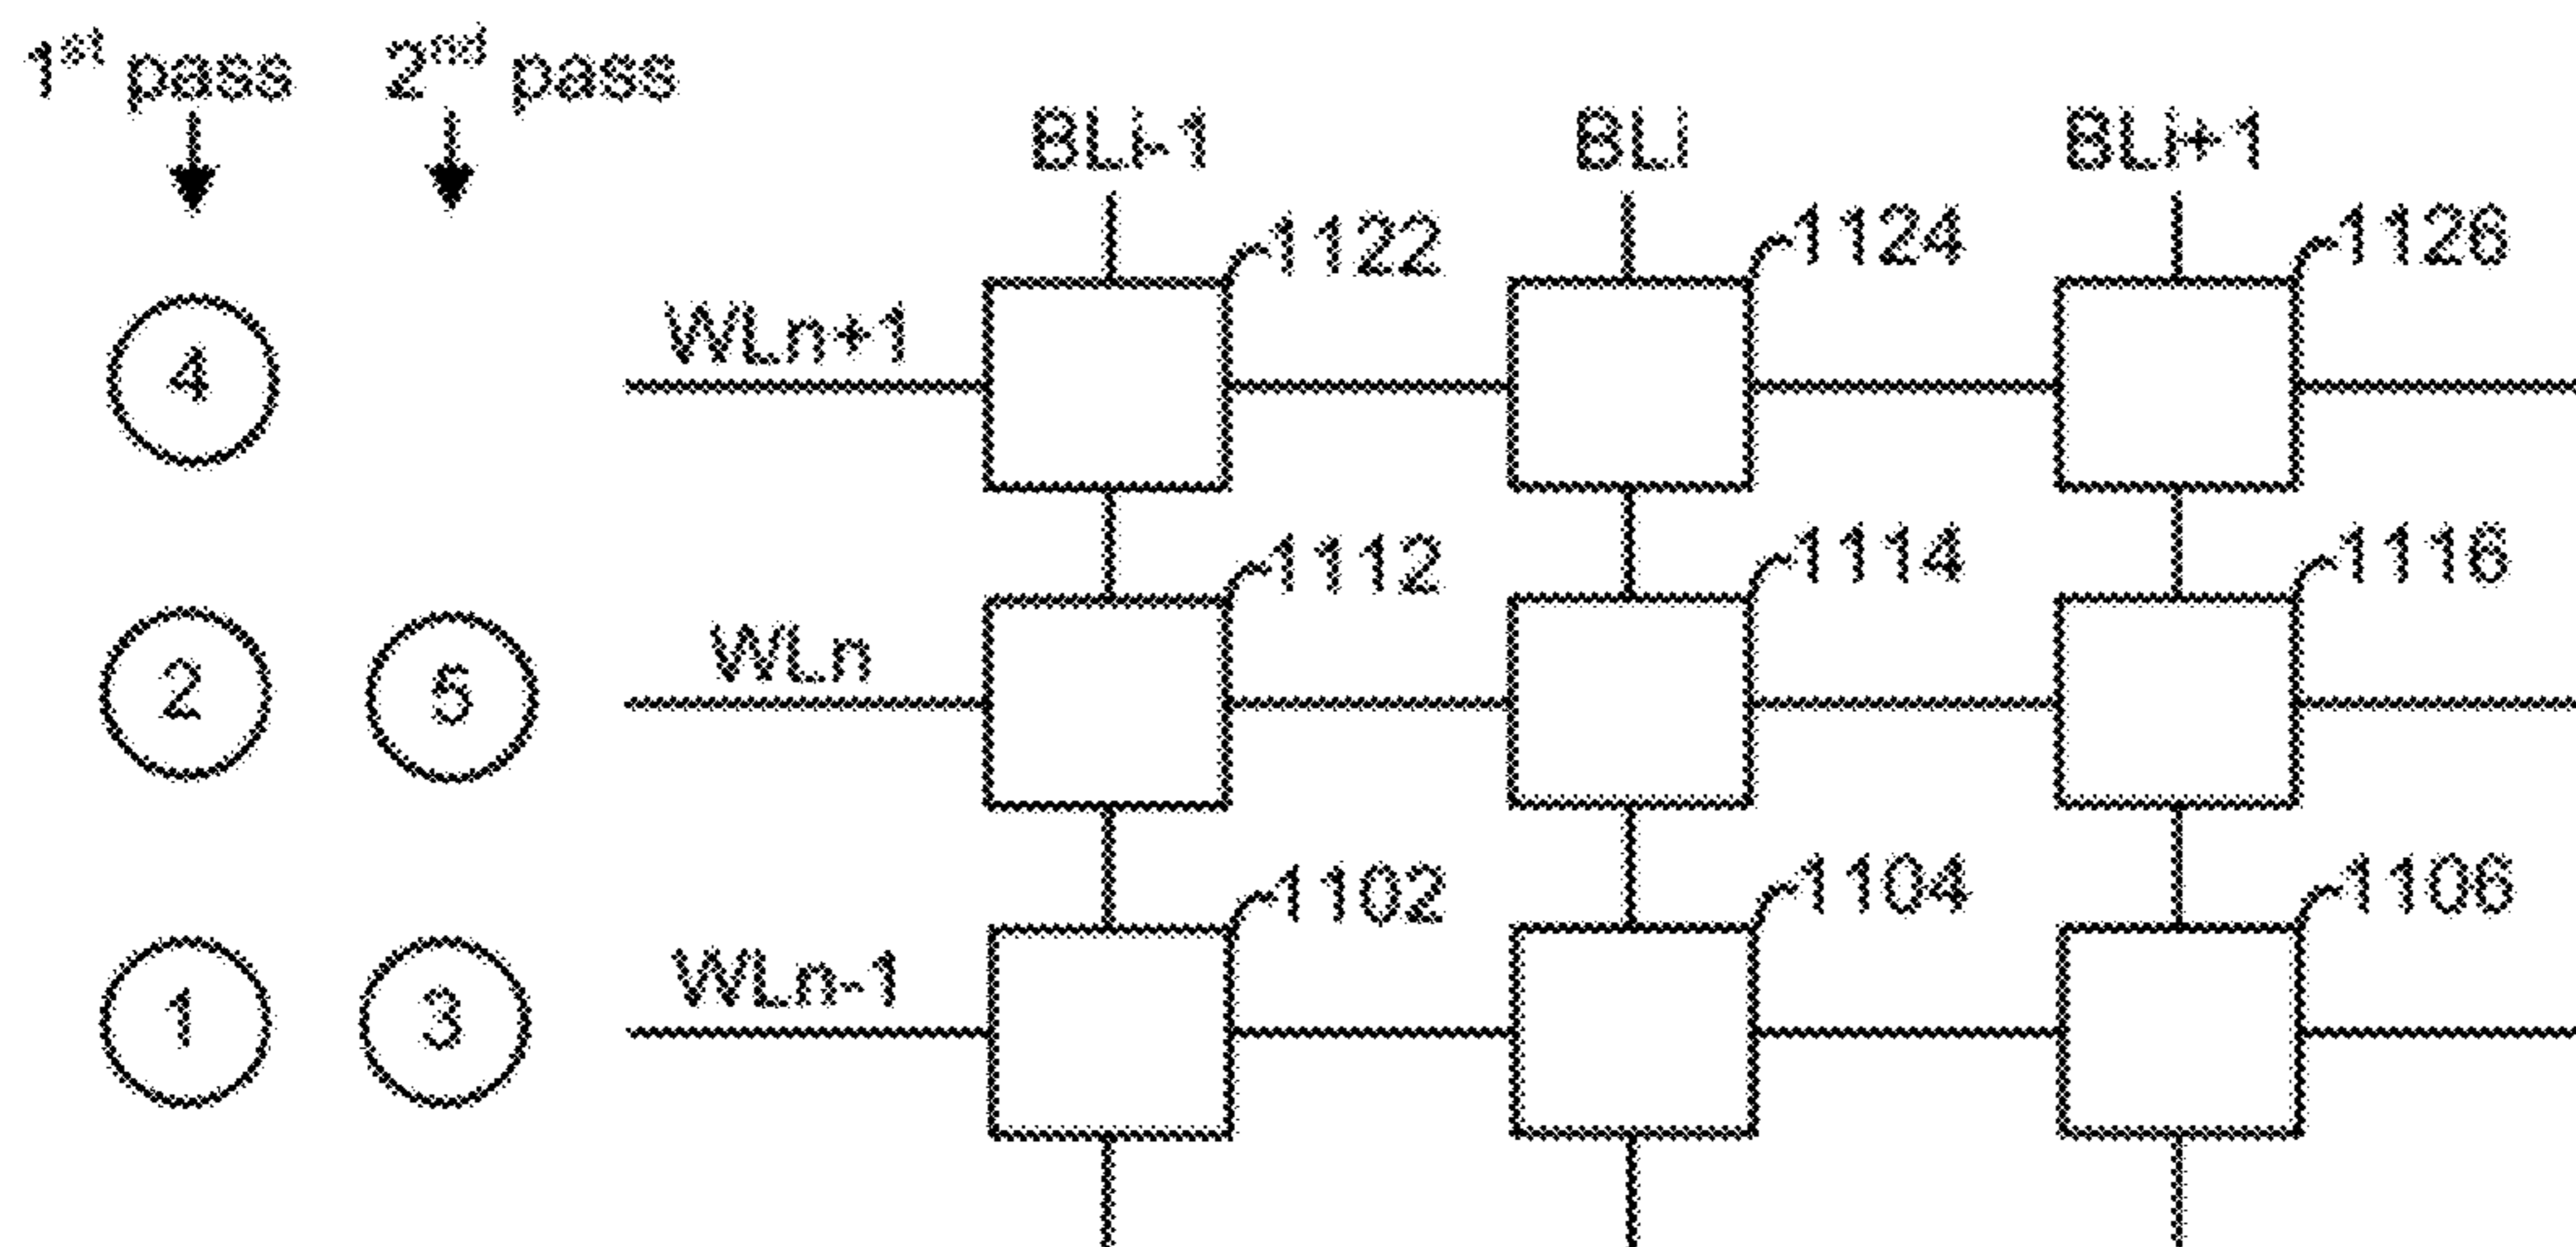 1st pass 2nd pass
BLi-1 BLi BLi+1
1122 1124 1126
4 WLn+1
1112 1114 1116
2 5 WLn
1102 1104 1106
1 3 WLn-1